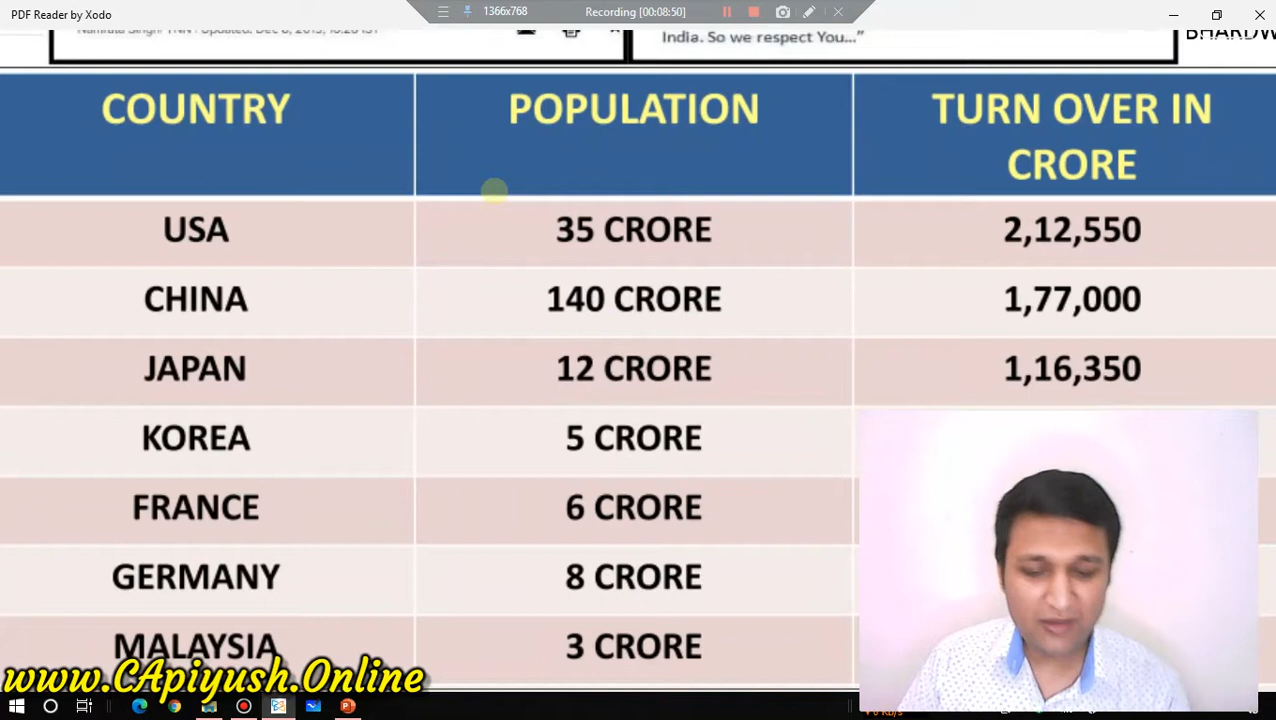 PDF Reader by Xodo
1366x768
Recording [00:08:50]
India. So we respect You..."
COUNTRY POPULATION TURN OVER IN CRORE
USA 35 CRORE 2,12,550
CHINA 140 CRORE 1,77,000
JAPAN 12 CRORE 1,16,350
KOREA 5 CRORE
FRANCE 6 CRORE
GERMANY 8 CRORE
MALAYSIA 3 CRORE
www.CApiyush.Online